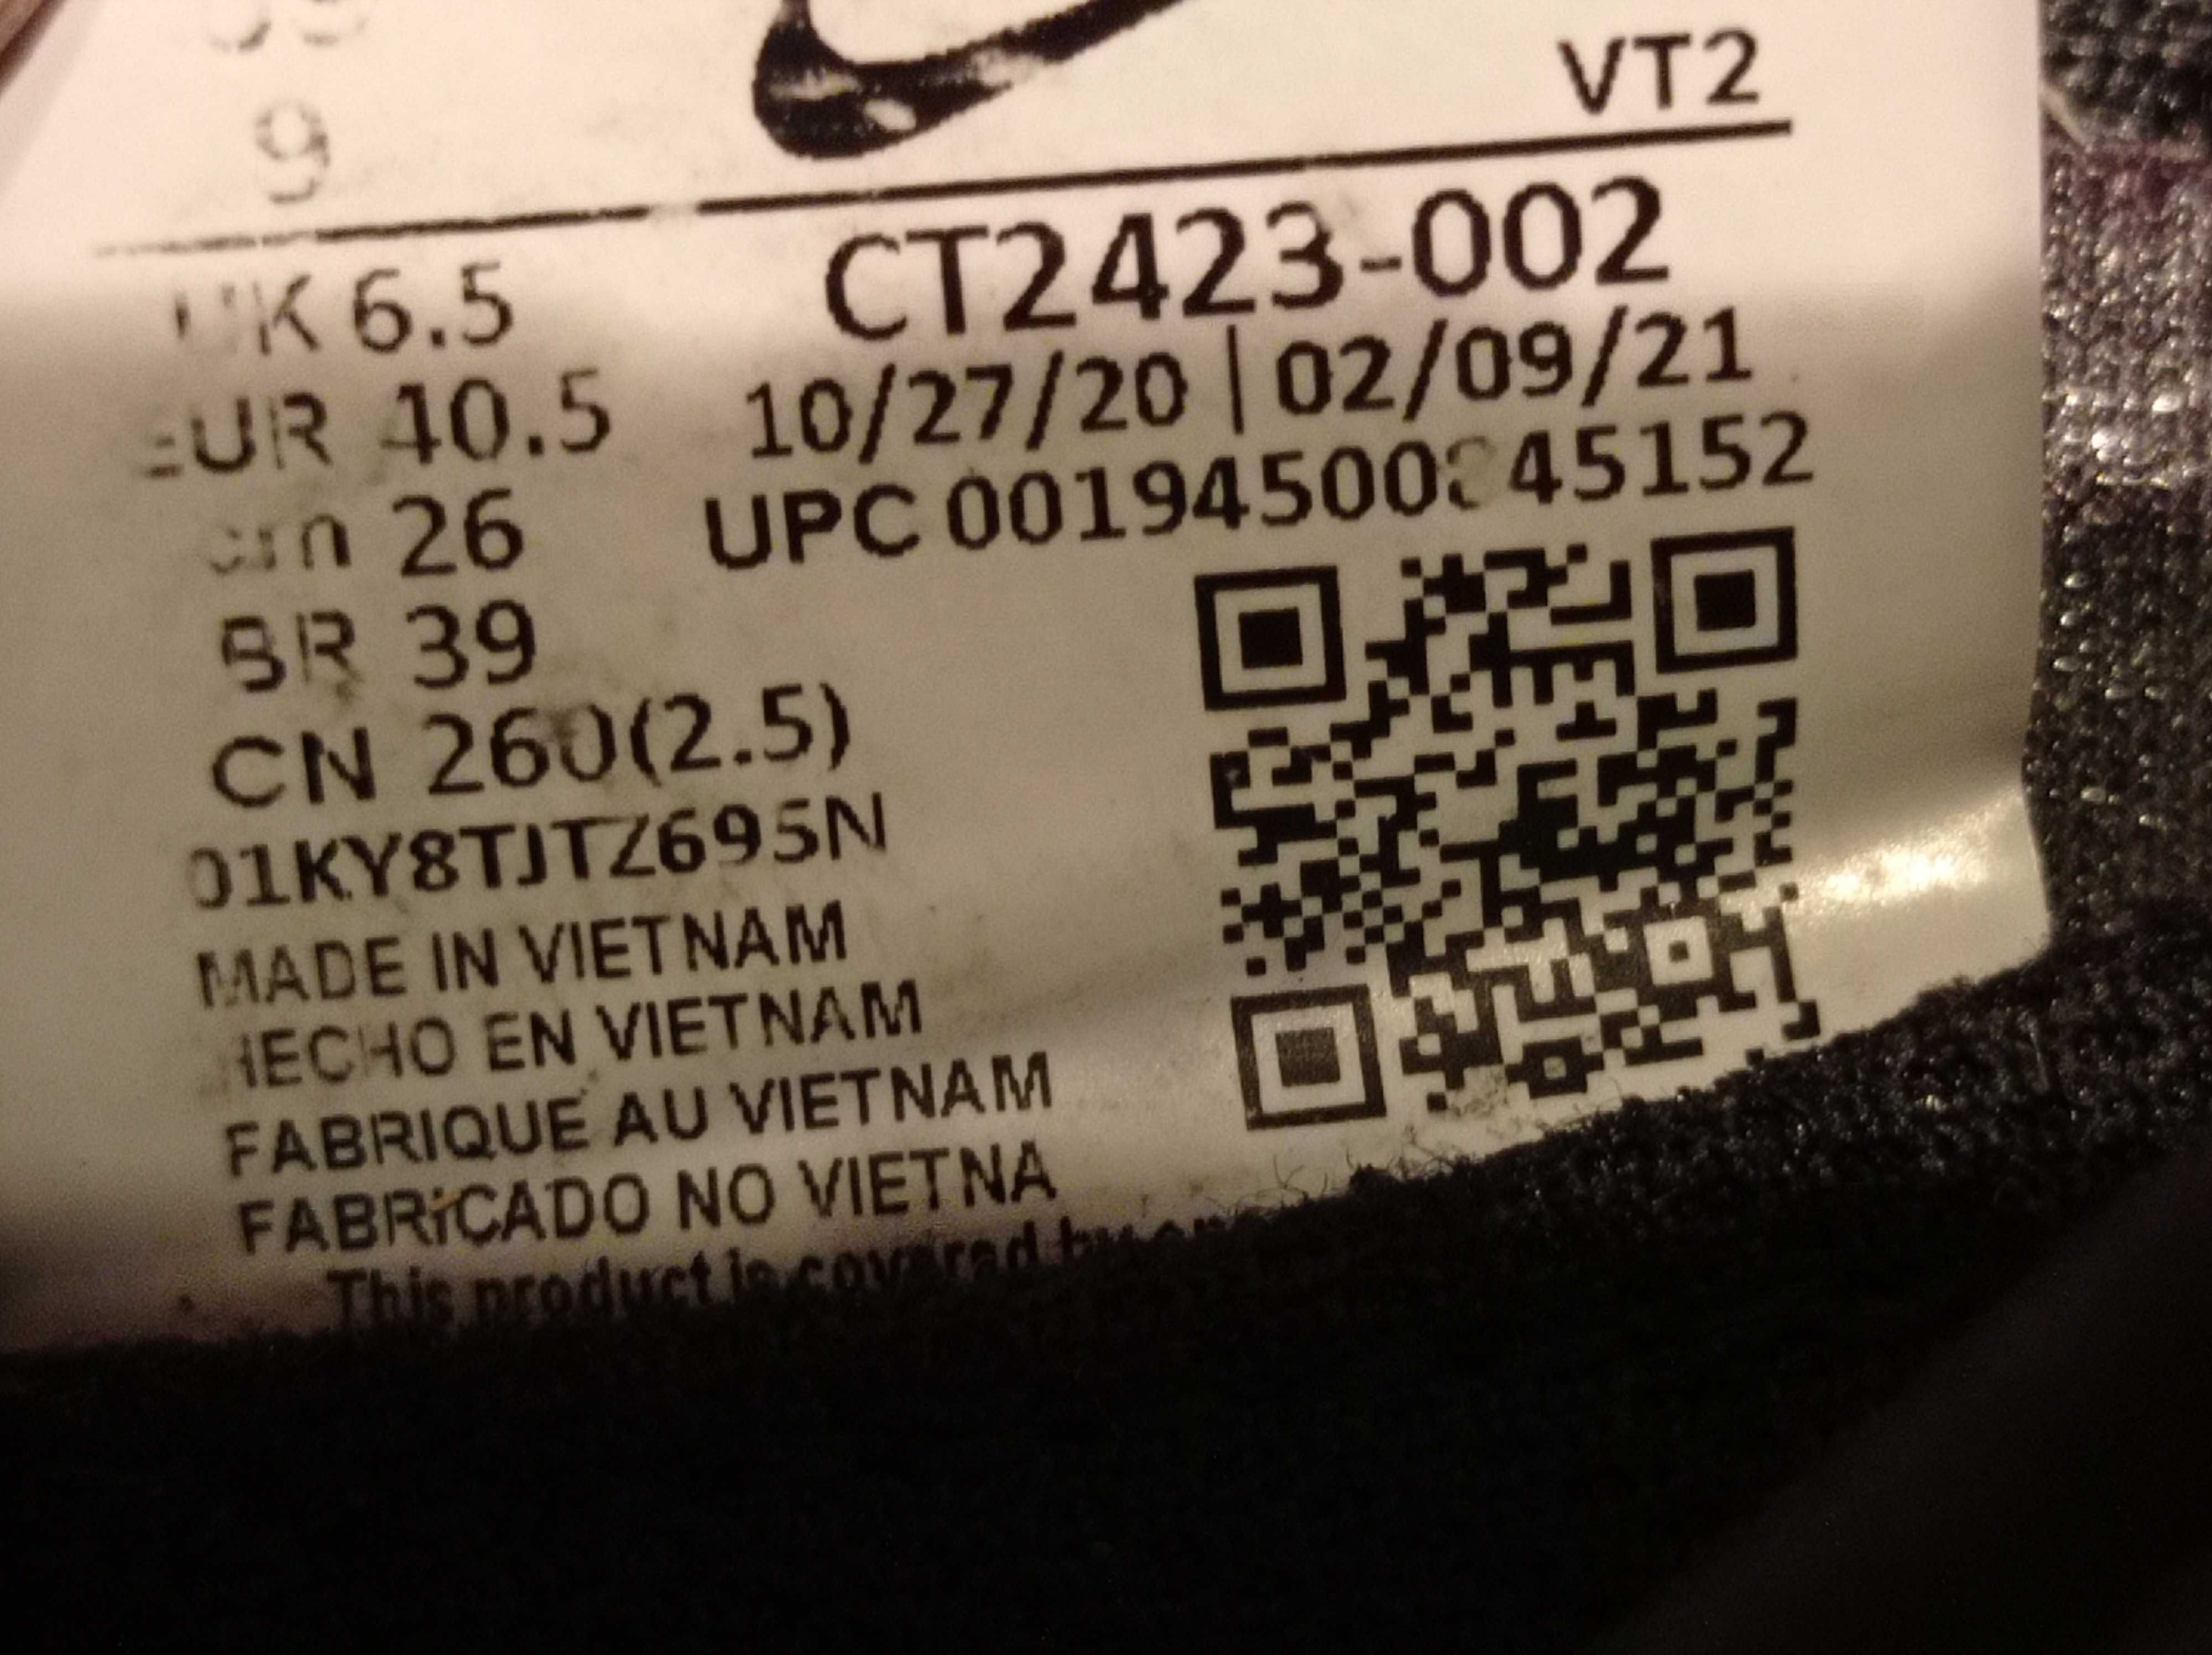 VT2
9
CT2423-002
UK 6.5
10/27/20 | 02/09/21
EUR 40.5
UPC
cm 26
BR 39
CN 260(2.5)
01KY8TJTZ695N
MADE IN VIETNAM
HECHO EN VIETNAM
FABRIQUE AU VIETNAM
FABRICADO NO VIETNA
This product is covered by one